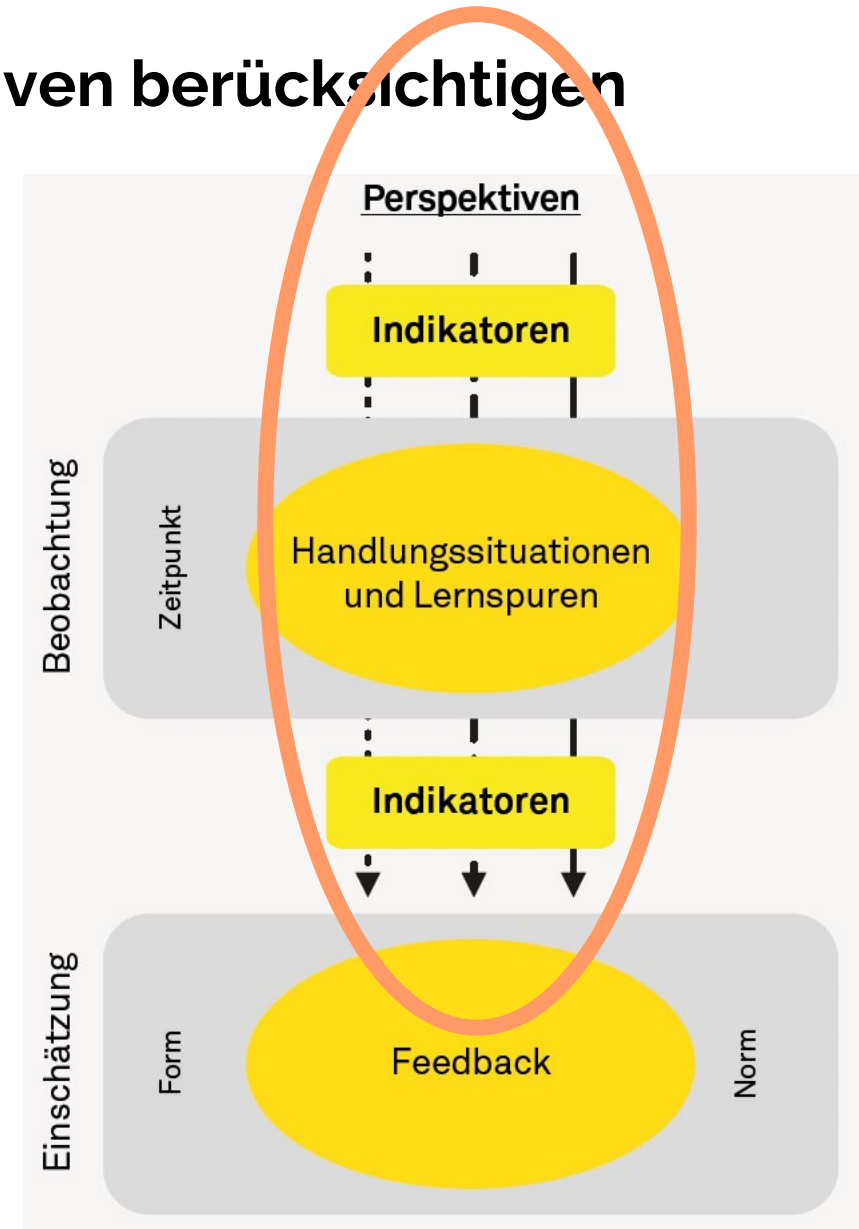 ven berücksichtigen
Perspektiven
Indikatoren
Beobachtung
Zeitpunkt
Handlungssituationen
und Lernspuren
Indikatoren
Einschätzung
Form
Feedback
Norm